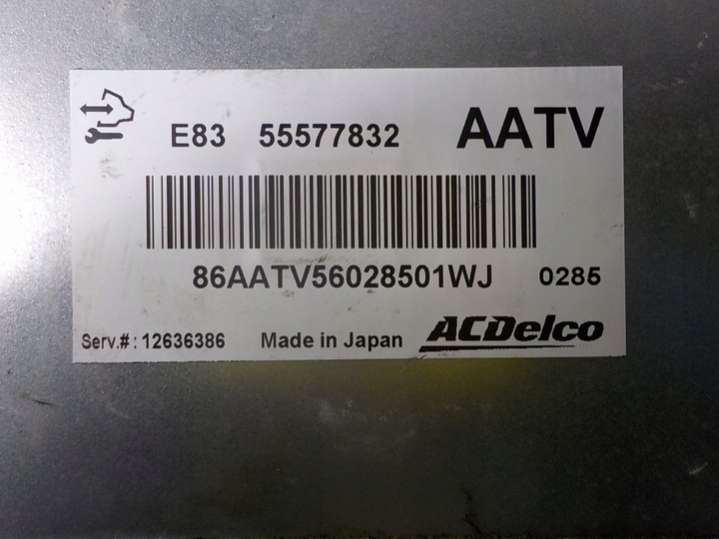 E83 55577832 AATV
86AATV56028501WJ 0285
Serv.#: 12636386 Made in Japan ACDelco